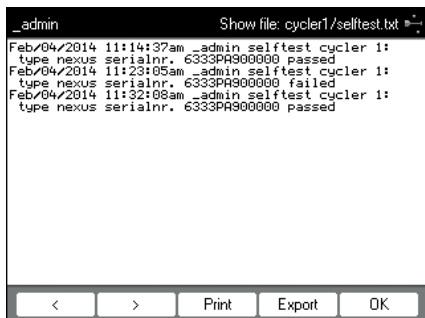 _admin
Show file: cycler1/selftest.txt
Feb/04/2014 11:14:37am _admin selftest cycler 1:
type nexus serialnr. 6333PA900000 passed
Feb/04/2014 11:23:05am _admin selftest cycler 1:
type nexus serialnr. 6333PA900000 failed
Feb/04/2014 11:32:08am _admin selftest cycler 1:
type nexus serialnr. 6333PA900000 passed
< > Print Export OK